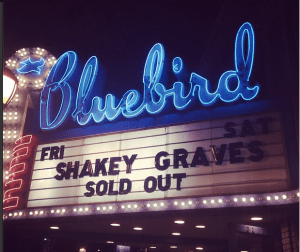 Bluebird
FRI SAT
SHAKEY GRAVES
SOLD OUT